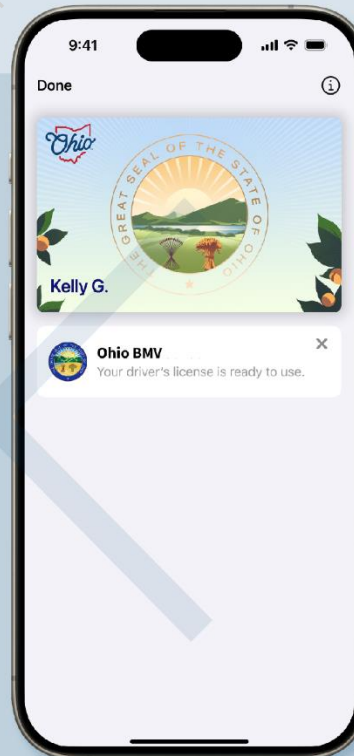 9:41
Done
Ohio
THE GREAT SEAL OF THE STATE OF OHIO
Kelly G.
Ohio BMV
Your driver's license is ready to use.